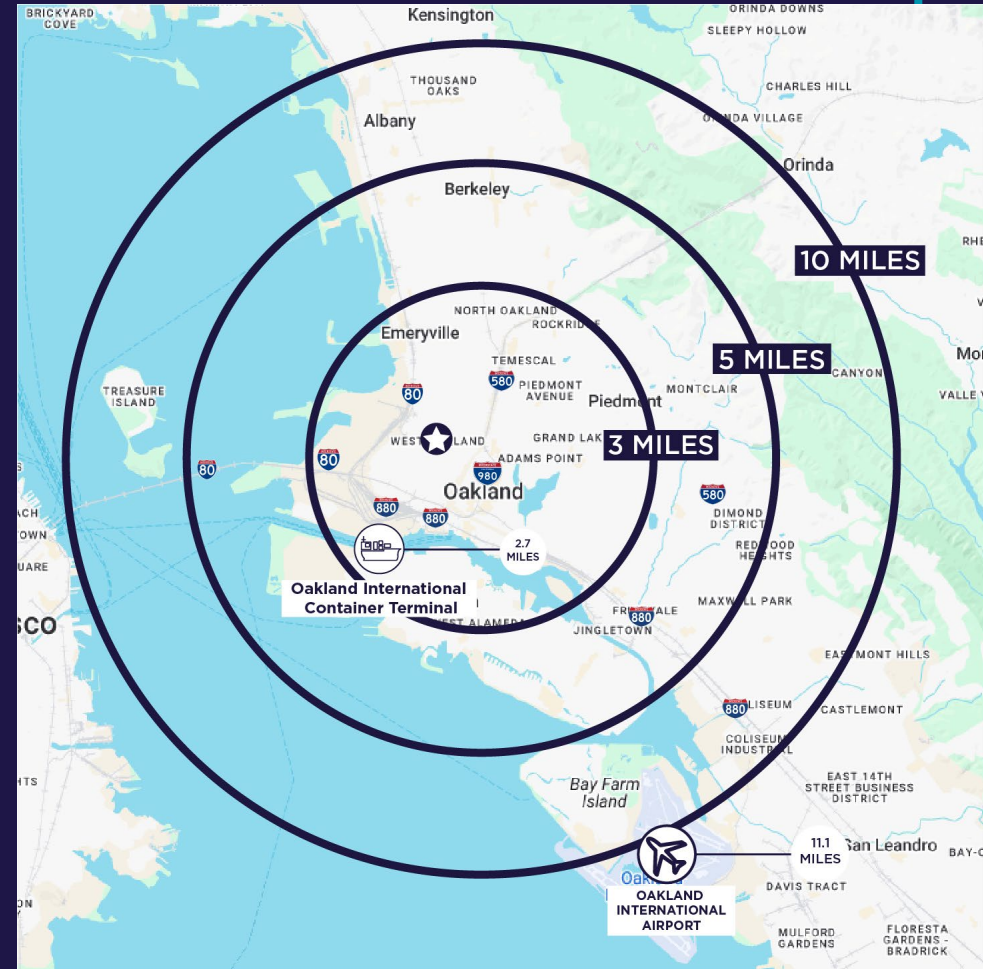 BRICKYARD
COVE
Kensington
ORINDA DOWNS
SLEEPY HOLLOW
THOUSAND
OAKS
CHARLES HILL
Albany
ORINDA VILLAGE
Orinda
Berkeley
10 MILES
NORTH OAKLAND
ROCKRIDGE
Emeryville
TEMESCAL
5 MILES
CANYON
580
PIEDMONT
AVENUE
MONTCLAIR
TREASURE
ISLAND
80
Piedmont
GRAND LAK
3 MILES
ADAMS POINT
80
80
980
Oakland
580
880
880
DIMOND
DISTRICT
2.7
MILES
REDWOOD
HEIGHTS
Oakland International
Container Terminal
MAXWELL PARK
880
WEST ALAMEDA
JINGLETOWN
SCO
EASTMONT HILLS
880
LISEUM
CASTLEMONT
COLISEUM
INDUSTRIAL
Bay Farm
Island
EAST 14TH
STREET BUSINESS
DISTRICT
11.1
MILES
San Leandro
BAY-O
DAVIS TRACT
OAKLAND
INTERNATIONAL
AIRPORT
MULFORD
GARDENS
FLORESTA
GARDENS -
BRADRICK